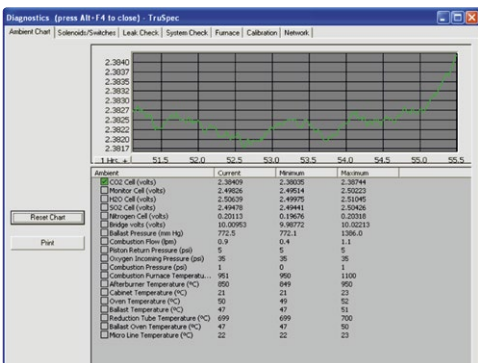 Diagnostics (press Alt-F4 to close) - TruSpec
Ambient Chart Solenoids/Switches Leak Check System Check Furnace Calibration Network
2.3840
2.3837
2.3835
2.3832
2.3830
2.3827
2.3825
2.3822
2.3820
2.3817
1 Hrs. + 51.5 52.0 52.5 53.0 53.5 54.0 54.5 55.0 55.5
Ambient Current Minimum Maximum
CO2 Cell (volts) 2.38409 2.38035 2.38744
Monitor Cell (volts) 2.49826 2.49514 2.50223
H2O Cell (volts) 2.50639 2.49975 2.51045
SO2 Cell (volts) 2.49478 2.49441 2.50426
Nitrogen Cell (volts) 0.20113 0.19676 0.20318
Bridge volts (volts) 10.00953 9.98772 10.02213
Ballast Pressure (mm Hg) 772.5 772.1 1386.0
Combustion Flow (lpm) 0.9 0.4 1.1
Piston Return Pressure (psi) 5 5 5
Oxygen Incoming Pressure (psi) 35 35 35
Combustion Pressure (psi) 1 0 1
Combustion Furnace Temperatu... 951 950 1100
Afterburner Temperature (ºC) 850 849 950
Cabinet Temperature (ºC) 21 21 23
Oven Temperature (ºC) 50 49 52
Ballast Temperature (ºC) 47 47 51
Reduction Tube Temperature (ºC) 699 699 700
Ballast Oven Temperature (ºC) 47 47 50
Micro Line Temperature (ºC) 22 22 23
Reset Chart
Print